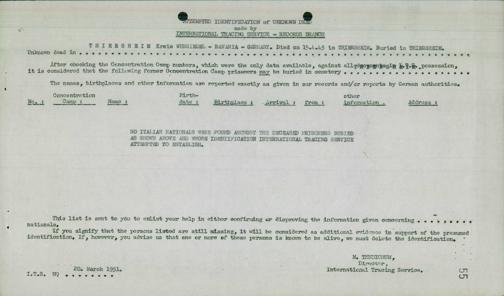 ATTEMPTED IDENTIFICATION of UNKNOWN DEAD
made by
INTERNATIONAL TRACING SERVICE - RECORDS BRANCH
THIERSHEIM Kreis WUNSIEDEL - BAVARIA - GERMANY. Died on 15.4.45 in THIERSHEIM. Buried in THIERSHEIM.
Unknown dead in
After checking the Concentration Camp numbers, which were the only data available, against all possession,
it is considered that the following former Concentration Camp prisoners may be buried in cemetery
The names, birthplaces and other information are reported exactly as given in our records and/or reports by German authorities.
Concentration Birth- other
No. : Camp : Name : date : Birthplace : Arrival : from : information . Address :
NO ITALIAN NATIONALS WERE FOUND AMONGST THE DECEASED PRISONERS BURIED
AS SHOWN ABOVE AND WHOSE IDENTIFICATION INTERNATIONAL TRACING SERVICE
ATTEMPTED TO ESTABLISH.
This list is sent to you to enlist your help in either confirming or disproving the information given concerning . . . . . . . . .
nationals.
If you signify that the persons listed are still missing, it will be considered as additional evidence in support of the presumed
identification. If, however, you advise us that one or more of these persons is known to be alive, we must delete the identification.
M. THUDICHUM,
Director,
International Tracing Service.
20. March 1951.
I.T.S. NO . . . . . . . .
55